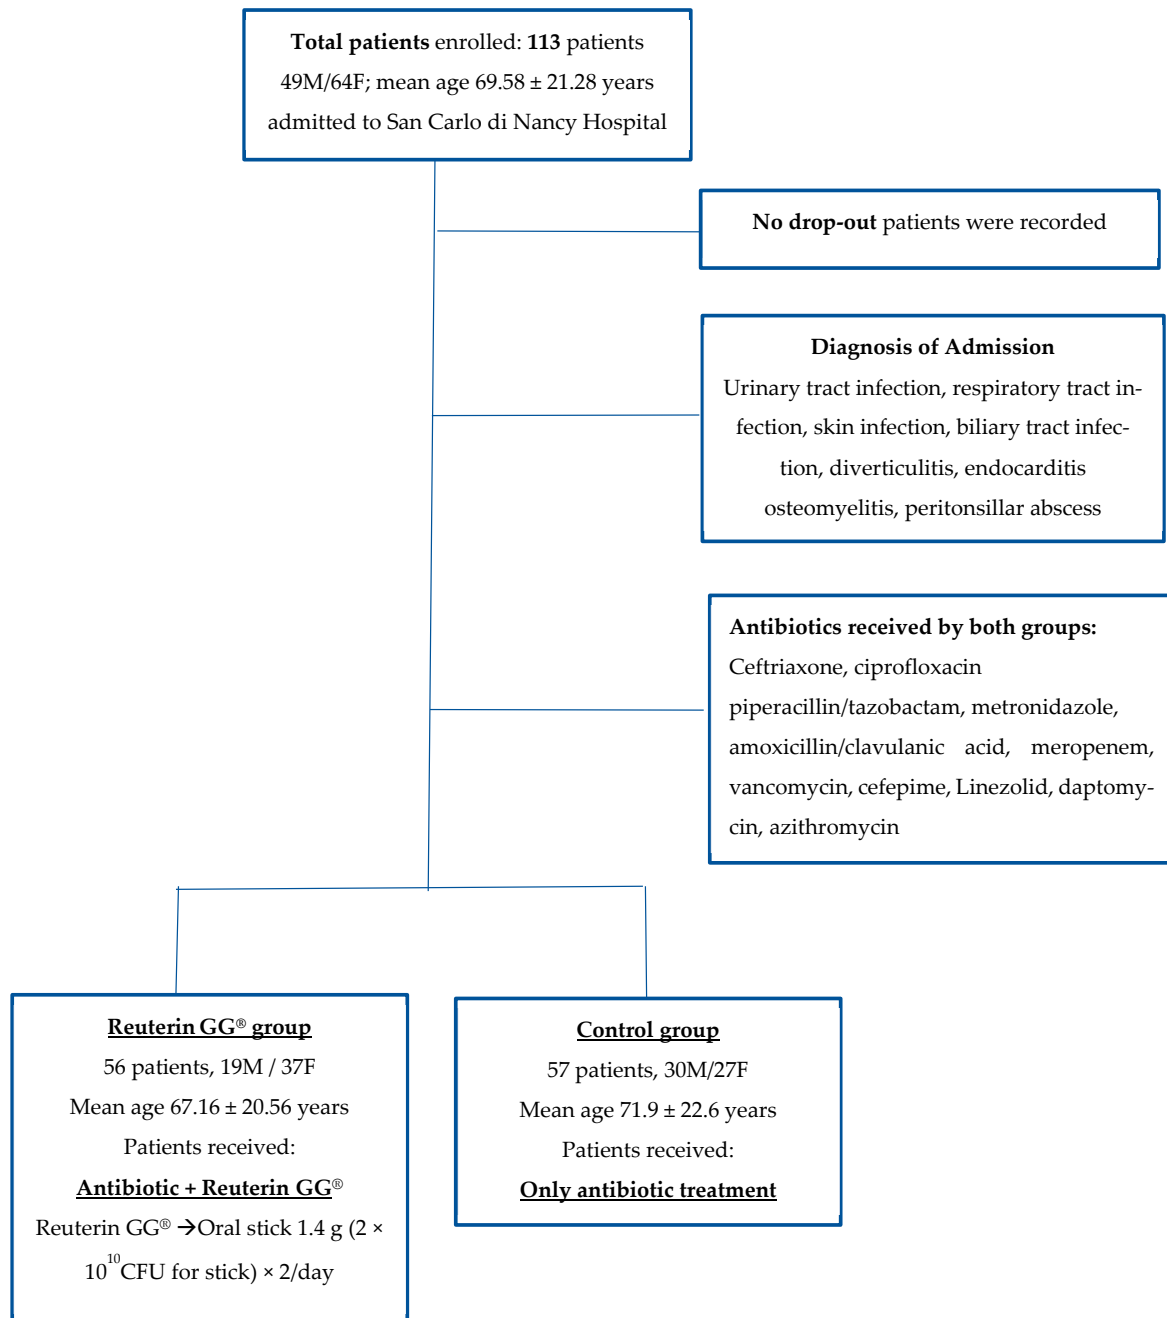 Total patients enrolled: 113 patients
49M/64F; mean age 69.58 ± 21.28 years
admitted to San Carlo di Nancy Hospital
No drop-out patients were recorded
Diagnosis of Admission
Urinary tract infection, respiratory tract in-
fection, skin infection, biliary tract infec-
tion, diverticulitis, endocarditis
osteomyelitis, peritonsillar abscess
Antibiotics received by both groups:
Ceftriaxone, ciprofloxacin
piperacillin/tazobactam, metronidazole,
amoxicillin/clavulanic acid, meropenem,
vancomycin, cefepime, Linezolid, daptomy-
cin, azithromycin
Reuterin GG® group
56 patients, 19M / 37F
Mean age 67.16 ± 20.56 years
Patients received:
Antibiotic + Reuterin GG®
Reuterin GG® →Oral stick 1.4 g (2 ×
10¹⁰CFU for stick) × 2/day
Control group
57 patients, 30M/27F
Mean age 71.9 ± 22.6 years
Patients received:
Only antibiotic treatment